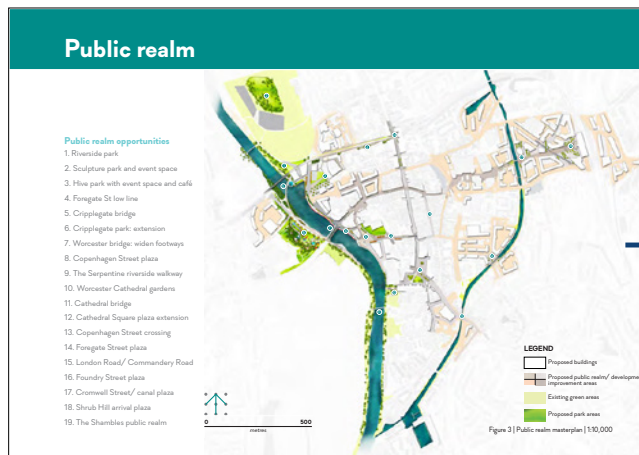 Public realm
Public realm opportunities
1. Riverside park
2. Sculpture park and event space
3. Hive park with event space and café
4. Foregate St low line
5. Cripplegate bridge
6. Cripplegate park: extension
7. Worcester bridge: widen footways
8. Copenhagen Street plaza
9. The Serpentine riverside walkway
10. Worcester Cathedral gardens
11. Cathedral bridge
12. Cathedral Square plaza extension
13. Copenhagen Street crossing
14. Foregate Street plaza
15. London Road/ Commandery Road
16. Foundry Street plaza
17. Cromwell Street/ canal plaza
18. Shrub Hill arrival plaza
19. The Shambles public realm
0 500
metres
LEGEND
Proposed buildings
Proposed public realm/ developme
improvement areas
Existing green areas
Proposed park areas
Figure 3 | Public realm masterplan | 1:10,000